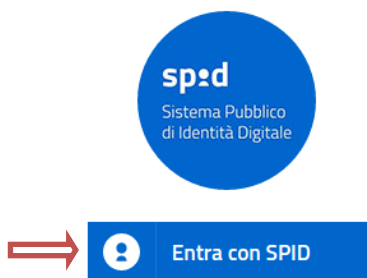 spid
Sistema Pubblico
di Identità Digitale
Entra con SPID